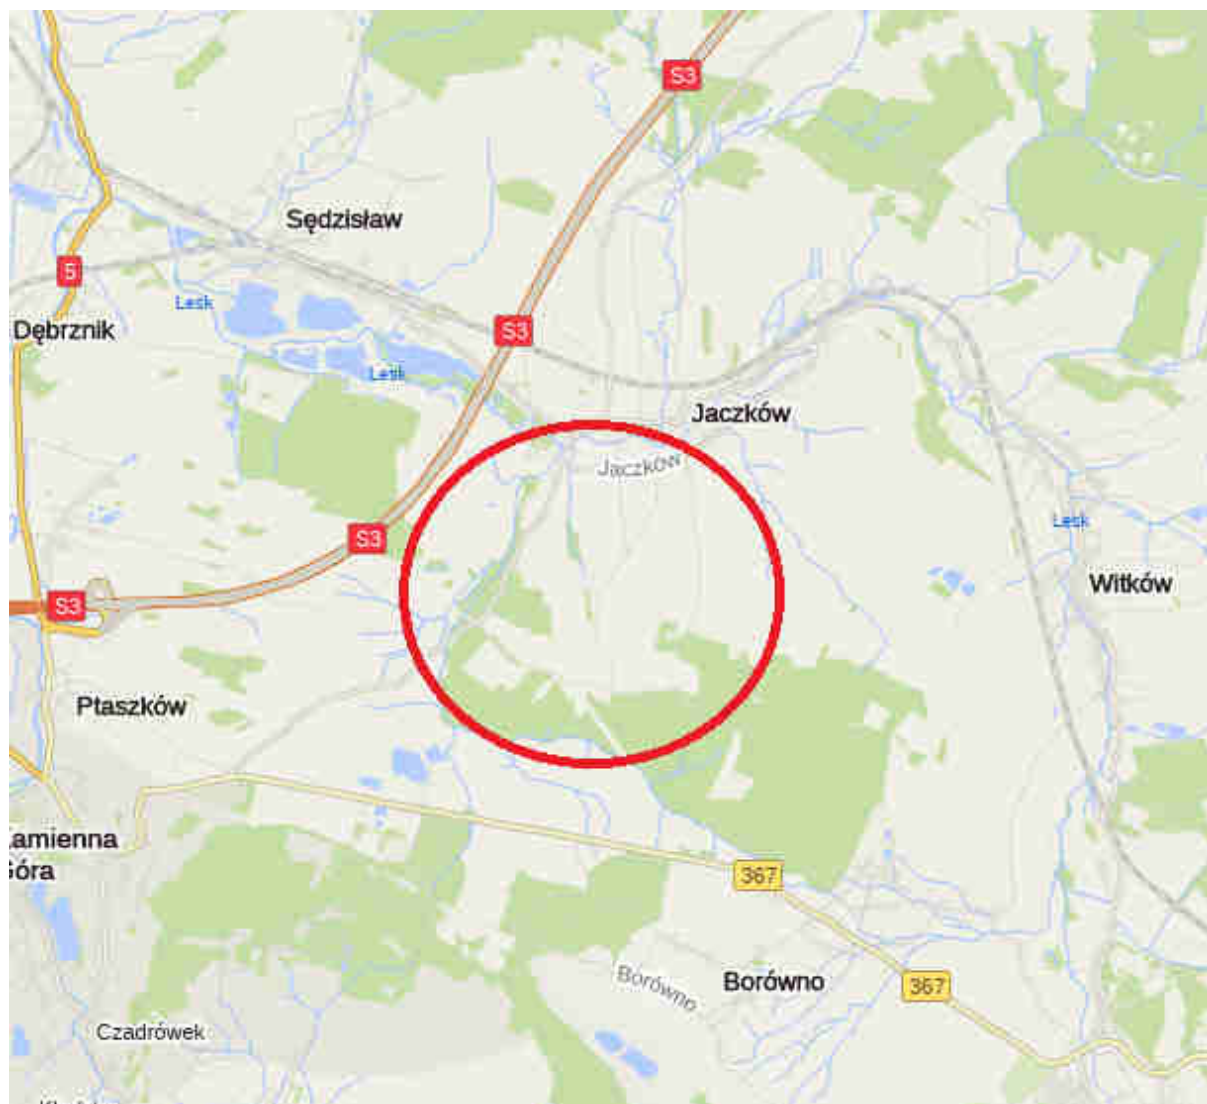 S3
Sędzisław
5
Lesk
Dębrznik
S3
Lesk
Jaczków
Jaczków
Lesk
S3
Witków
S3
Ptaszków
amienna
óra
367
Borówno
Borówno
367
Czadrówek